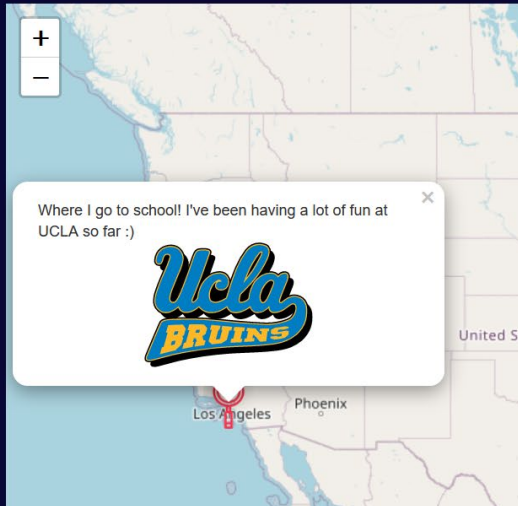 +
−
×
Where I go to school! I've been having a lot of fun at
UCLA so far :)
Ucla
BRUINS
United S
Los Angeles
Phoenix